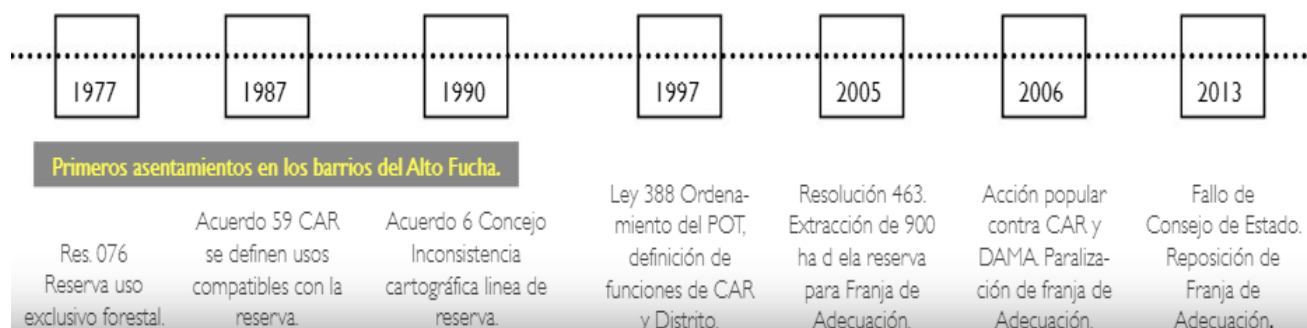 1977
1987
1990
1997
2005
2006
2013
Primeros asentamientos en los barrios del Alto Fucha.
Res. 076
Reserva uso
exclusivo forestal.
Acuerdo 59 CAR
se definen usos
compatibles con la
reserva.
Acuerdo 6 Concejo
Inconsistencia
cartográfica linea de
reserva.
Ley 388 Ordena-
miento del POT,
definición de
funciones de CAR
y Distrito.
Resolución 463.
Extracción de 900
ha d ela reserva
para Franja de
Adecuación.
Acción popular
contra CAR y
DAMA. Paraliza-
ción de franja de
Adecuación.
Fallo de
Consejo de Estado.
Reposición de
Franja de
Adecuación.